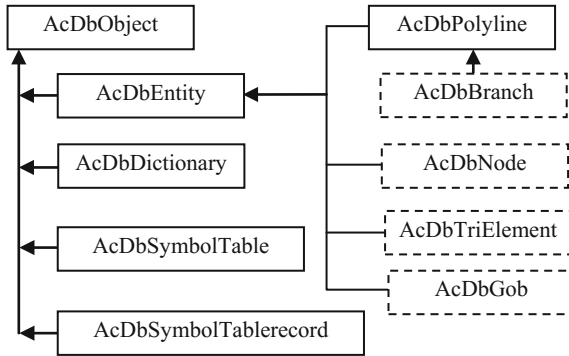 AcDbObject
AcDbPolyline
AcDbEntity
AcDbBranch
AcDbDictionary
AcDbNode
AcDbSymbolTable
AcDbTriElement
AcDbGob
AcDbSymbolTablerecord